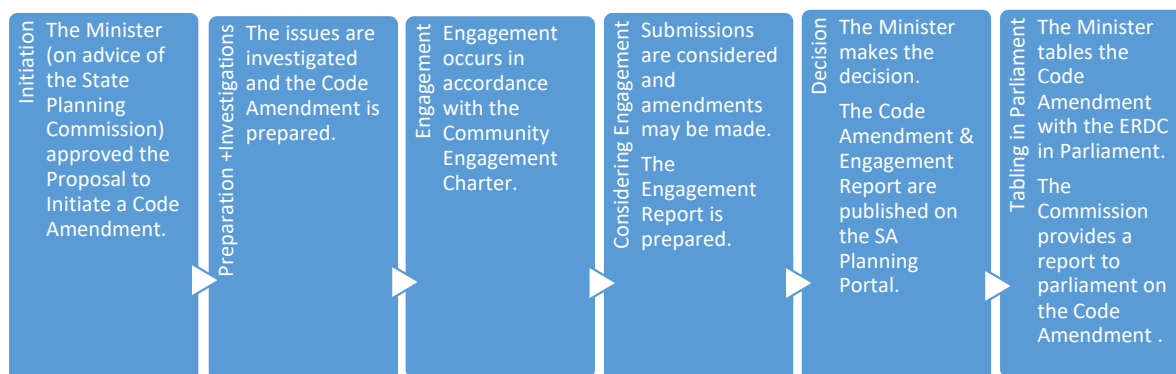 Initiation
The Minister
(on advice of
the State
Planning
Commission)
approved the
Proposal to
Initiate a Code
Amendment.
Preparation +Investigations
The issues are
investigated
and the Code
Amendment is
prepared.
Engagement
Engagement
occurs in
accordance
with the
Community
Engagement
Charter.
Considering Engagement
Submissions
are considered
and
amendments
may be made.
The
Engagement
Report is
prepared.
Decision
The Minister
makes the
decision.
The Code
Amendment &
Engagement
Report are
published on
the SA
Planning
Portal.
Tabling in Parliament
The Minister
tables the
Code
Amendment
with the ERDC
in Parliament.
The
Commission
provides a
report to
parliament on
the Code
Amendment .